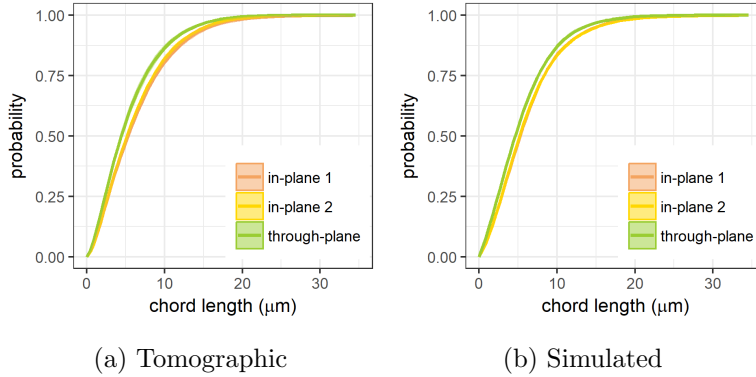 1.00
0.75
0.50
0.25
0.00
probability
0 10 20 30
chord length (μm)
in-plane 1
in-plane 2
through-plane
(a) Tomographic
1.00
0.75
0.50
0.25
0.00
probability
0 10 20 30
chord length (μm)
in-plane 1
in-plane 2
through-plane
(b) Simulated